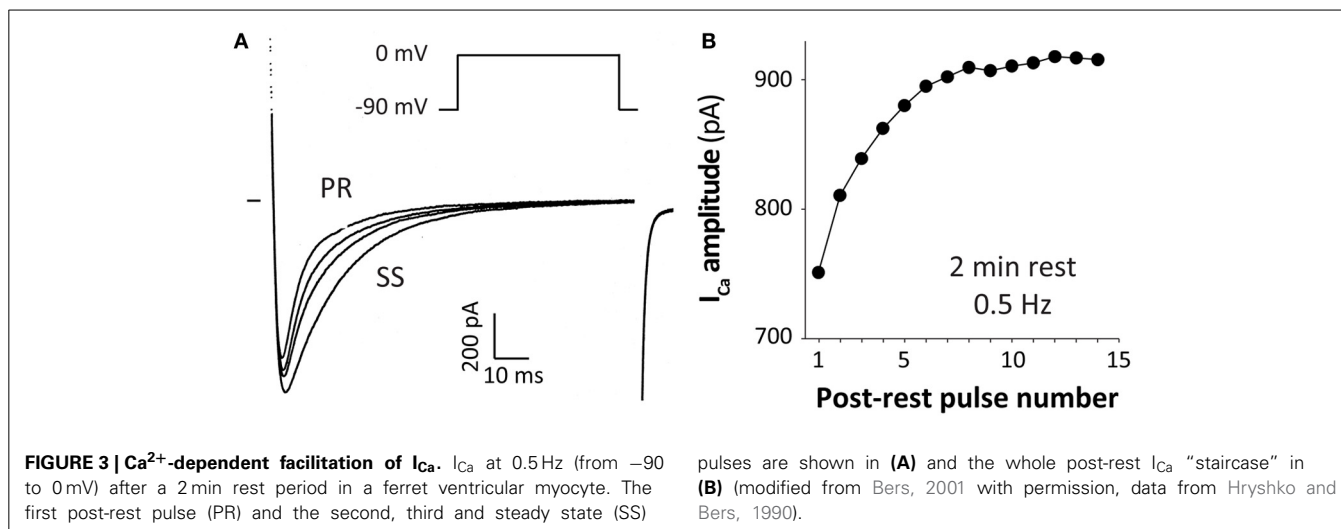 A
0 mV
-90 mV
PR
SS
200 pA
10 ms
B
I_Ca amplitude (pA)
900
800
700
2 min rest
0.5 Hz
1
5
10
15
Post-rest pulse number
FIGURE 3 | Ca²⁺-dependent facilitation of I_Ca. I_Ca at 0.5 Hz (from −90
to 0 mV) after a 2 min rest period in a ferret ventricular myocyte. The
first post-rest pulse (PR) and the second, third and steady state (SS)
pulses are shown in (A) and the whole post-rest I_Ca “staircase” in
(B) (modified from Bers, 2001 with permission, data from Hryshko and
Bers, 1990).